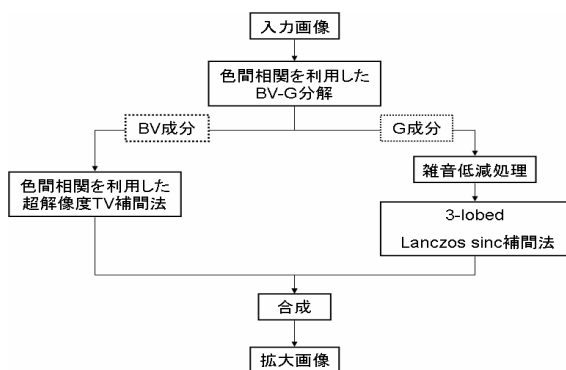 入力画像
色間相関を利用した
BV-G分解
BV成分
G成分
色間相関を利用した
超解像度TV補間法
雑音低減処理
3-lobed
Lanczos sinc補間法
合成
拡大画像